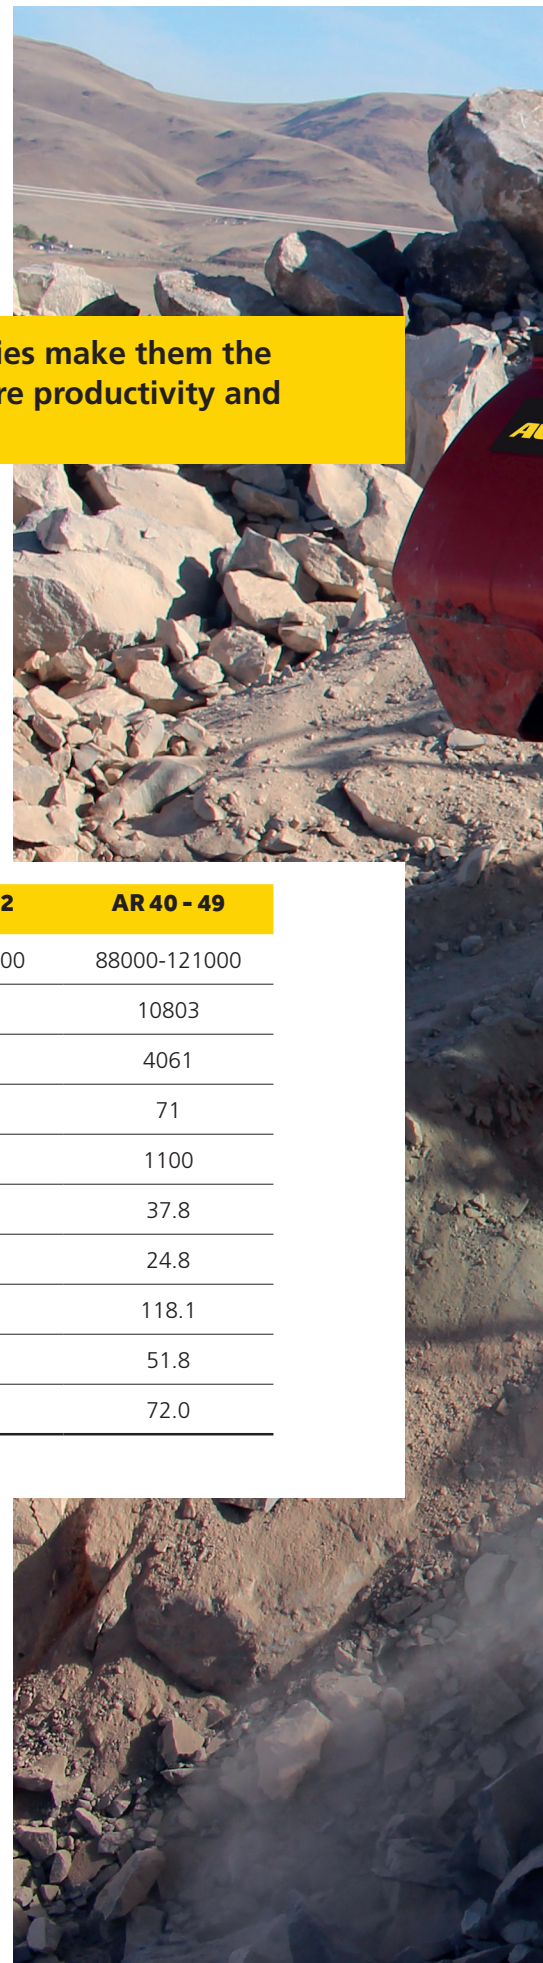 ies make them the
re productivity and
AU
2 AR 40 - 49
00 88000-121000
10803
4061
71
1100
37.8
24.8
118.1
51.8
72.0